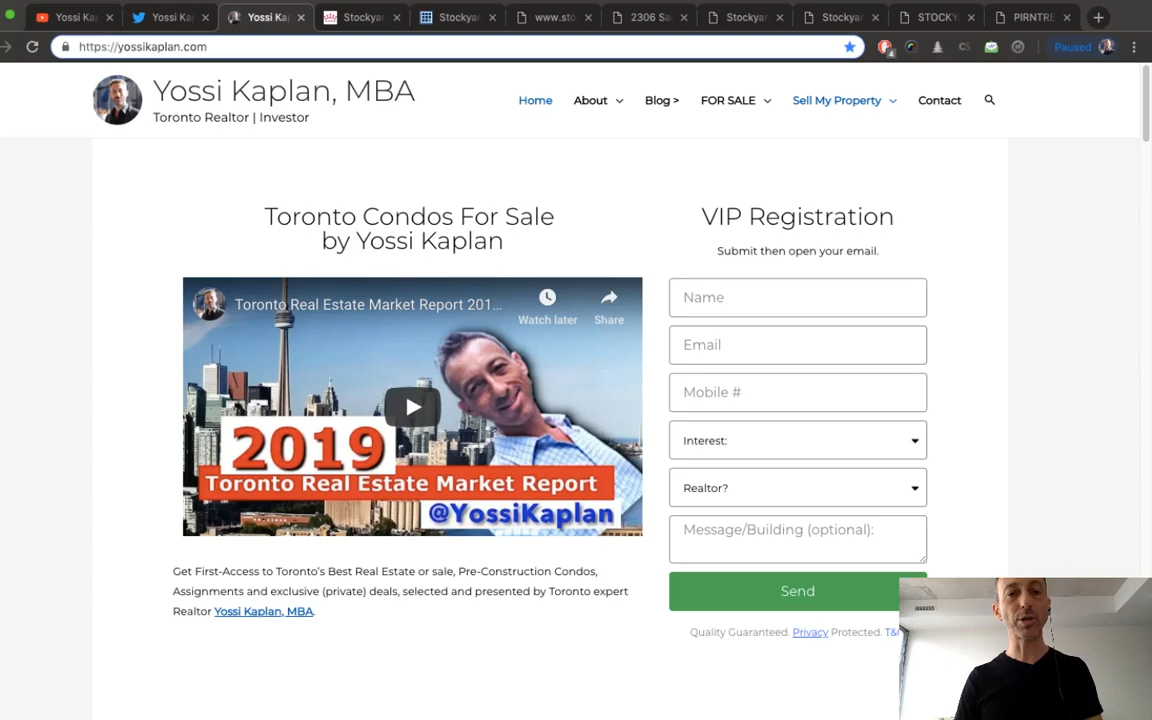 Yossi Ka
Yossi Kap
Yossi Ka
Stockyar
Stockyar
www.sto
2306 Sa
Stockyar
Stockyar
STOCKY
PIRNTRE
https://yossikaplan.com
4
CS
Paused
Yossi Kaplan, MBA
Toronto Realtor | Investor
Home
About
Blog >
FOR SALE
Sell My Property
Contact
Toronto Condos For Sale
by Yossi Kaplan
Toronto Real Estate Market Report 201...
Watch later
Share
2019
Toronto Real Estate Market Report
@YossiKaplan
Get First-Access to Toronto's Best Real Estate or sale, Pre-Construction Condos,
Assignments and exclusive (private) deals, selected and presented by Toronto expert
Realtor Yossi Kaplan, MBA.
VIP Registration
Submit then open your email.
Name
Email
Mobile #
Interest:
Realtor?
Message/Building (optional):
Send
Quality Guaranteed. Privacy Protected. T&